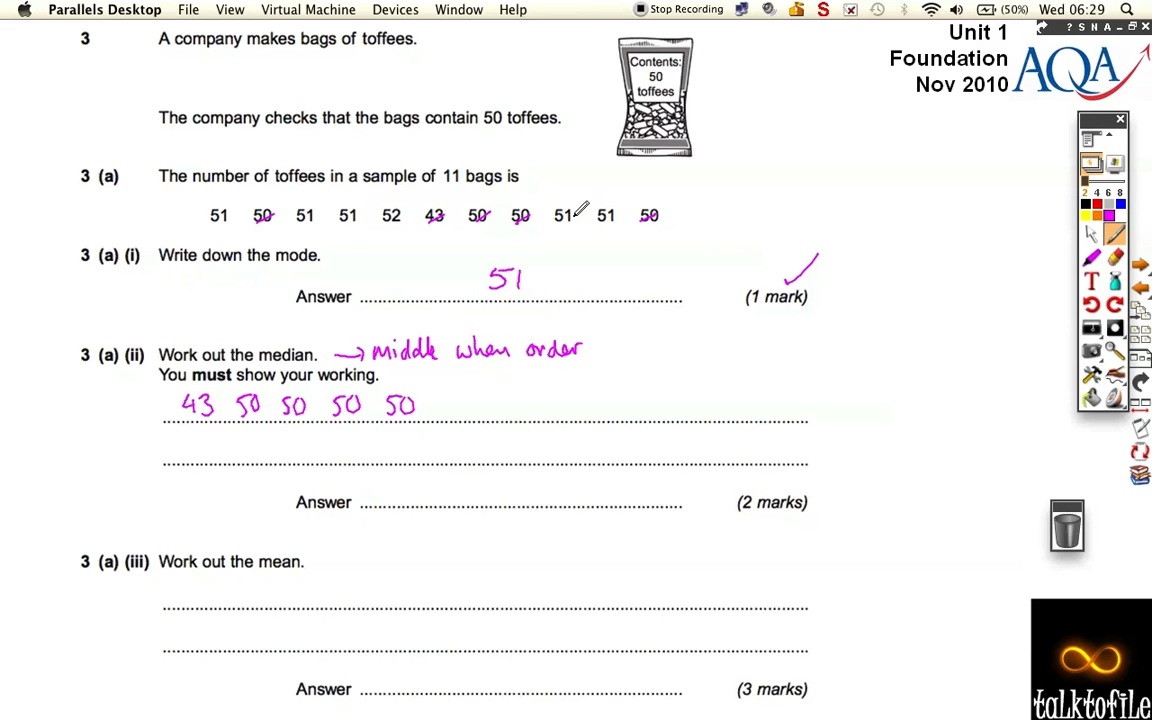 Parallels Desktop File View Virtual Machine Devices Window Help Stop Recording (50%) Wed 06:29
Unit 1
Foundation
Nov 2010
AQA
? S N A
3 A company makes bags of toffees.
Contents:
50
toffees
The company checks that the bags contain 50 toffees.
3 (a) The number of toffees in a sample of 11 bags is
51 50 51 51 52 43 50 50 51 51 50
3 (a) (i) Write down the mode.
51
Answer (1 mark)
3 (a) (ii) Work out the median. → middle when order
You must show your working.
43 50 50 50 50
Answer (2 marks)
3 (a) (iii) Work out the mean.
Answer (3 marks)
2 4 6 8
T
talktofile